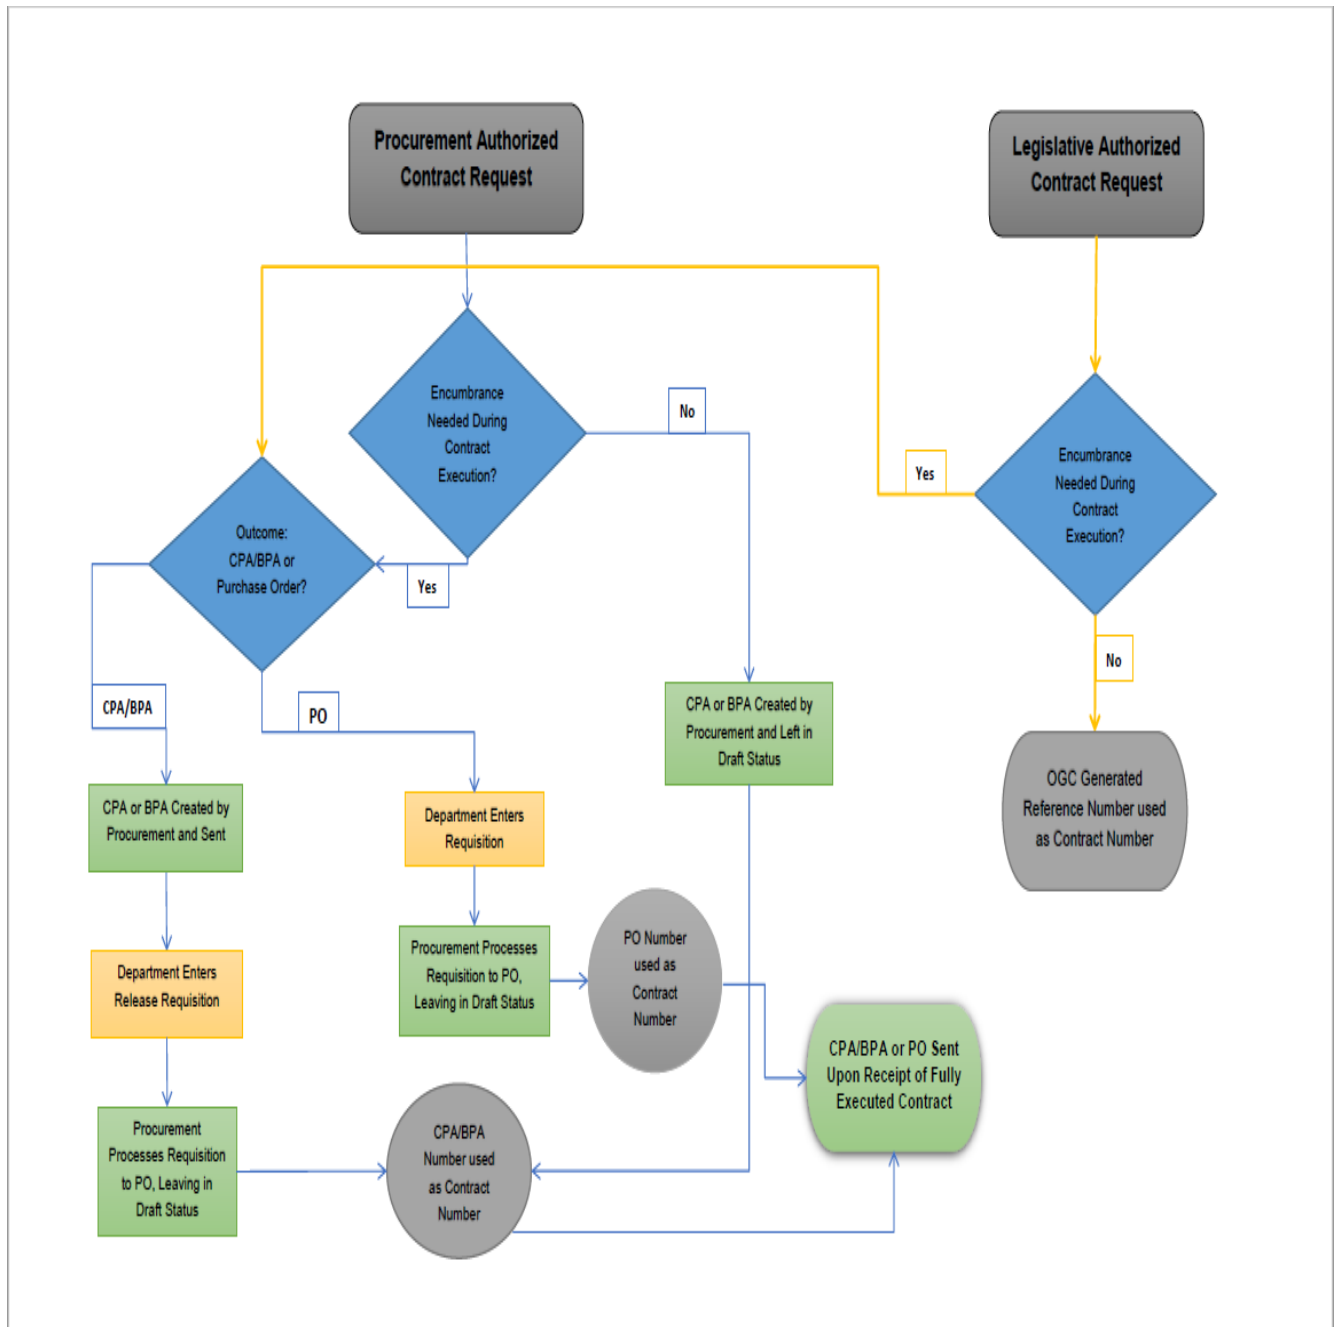 Procurement Authorized
Contract Request
Legislative Authorized
Contract Request
Encumbrance
Needed During
Contract
Execution?
No
Yes
Encumbrance
Needed During
Contract
Execution?
Outcome:
CPA/BPA or
Purchase Order?
Yes
No
CPA/BPA
PO
CPA or BPA Created by
Procurement and Left in
Draft Status
OGC Generated
Reference Number used
as Contract Number
CPA or BPA Created by
Procurement and Sent
Department Enters
Requisition
Department Enters
Release Requisition
Procurement Processes
Requisition to PO,
Leaving in Draft Status
PO Number
used as
Contract
Number
CPA/BPA or PO Sent
Upon Receipt of Fully
Executed Contract
Procurement
Processes Requisition
to PO, Leaving in
Draft Status
CPA/BPA
Number used
as Contract
Number